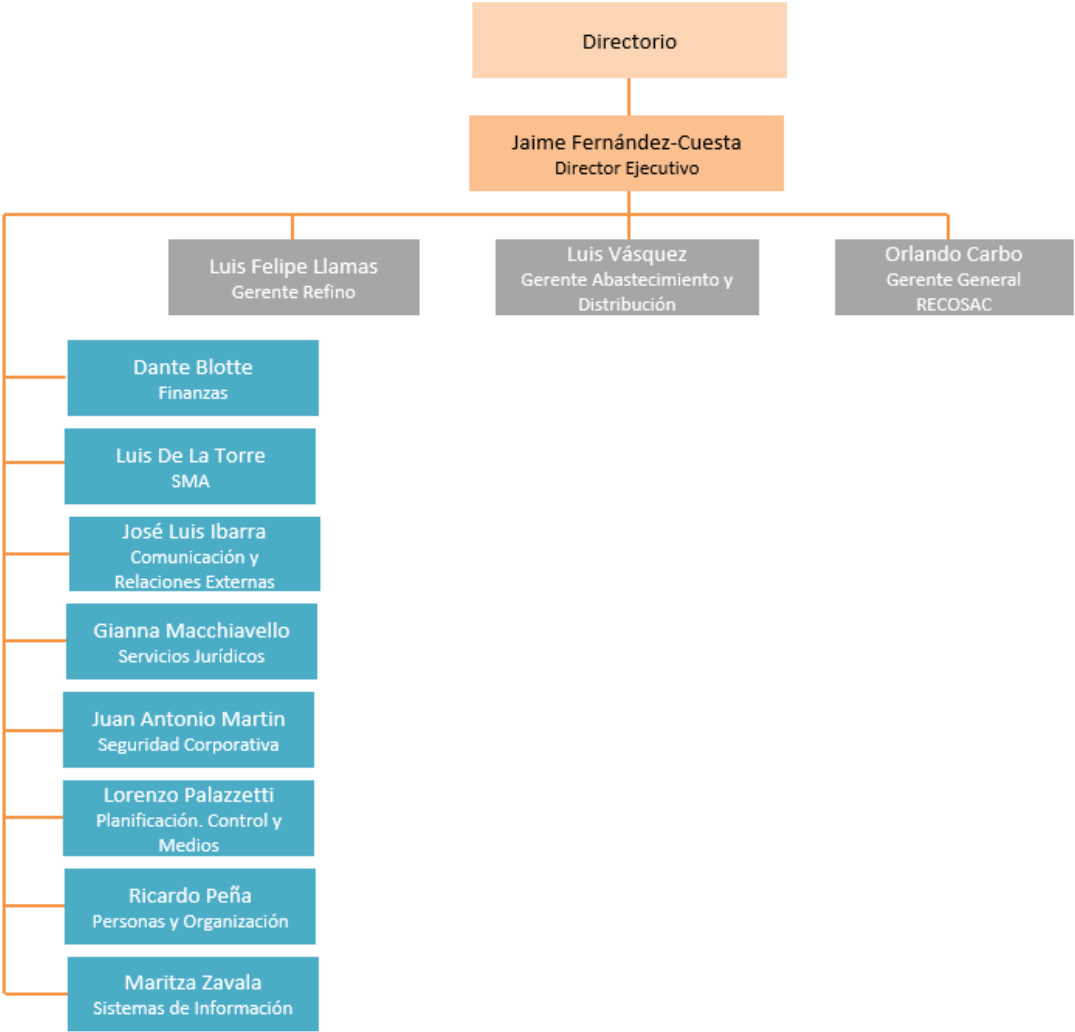 Directorio
Jaime Fernández-Cuesta
Director Ejecutivo
Luis Felipe Llamas
Gerente Refino
Luis Vásquez
Gerente Abastecimiento y
Distribución
Orlando Carbo
Gerente General
RECOSAC
Dante Blotte
Finanzas
Luis De La Torre
SMA
José Luis Ibarra
Comunicación y
Relaciones Externas
Gianna Macchiavello
Servicios Jurídicos
Juan Antonio Martin
Seguridad Corporativa
Lorenzo Palazzetti
Planificación. Control y
Medios
Ricardo Peña
Personas y Organización
Maritza Zavala
Sistemas de Información